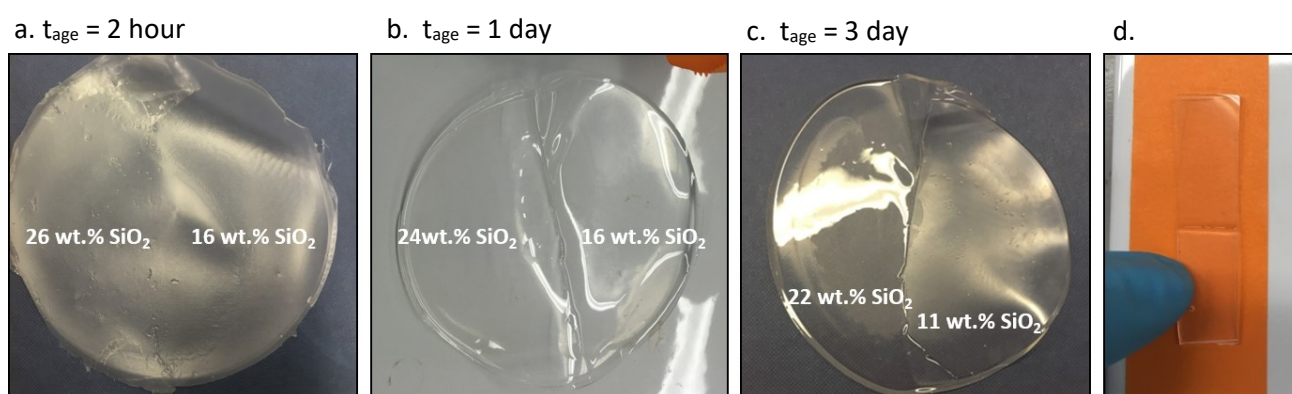 a. tage = 2 hour
b. tage = 1 day
c. tage = 3 day
d.
26 wt.% SiO2
16 wt.% SiO2
24wt.% SiO2
16 wt.% SiO2
22 wt.% SiO2
11 wt.% SiO2